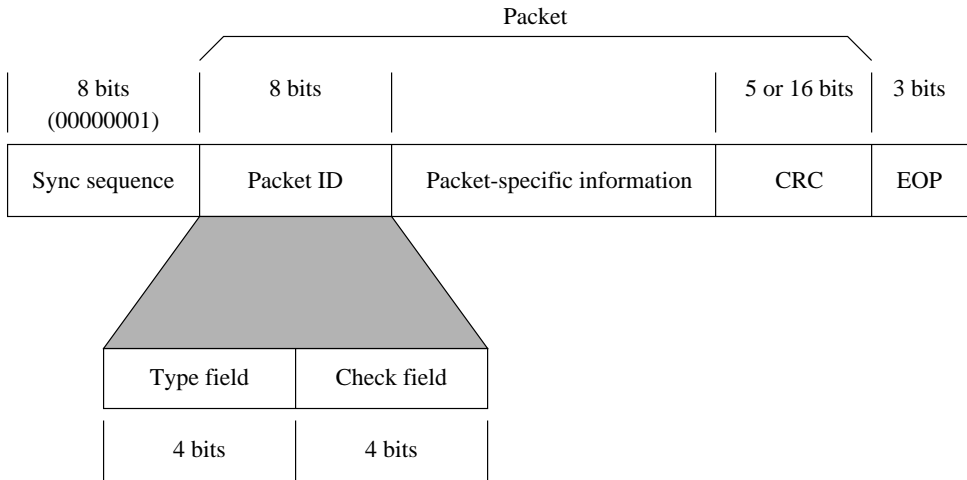 Packet
8 bits
(00000001)
8 bits
5 or 16 bits
3 bits
Sync sequence
Packet ID
Packet-specific information
CRC
EOP
Type field
Check field
4 bits
4 bits